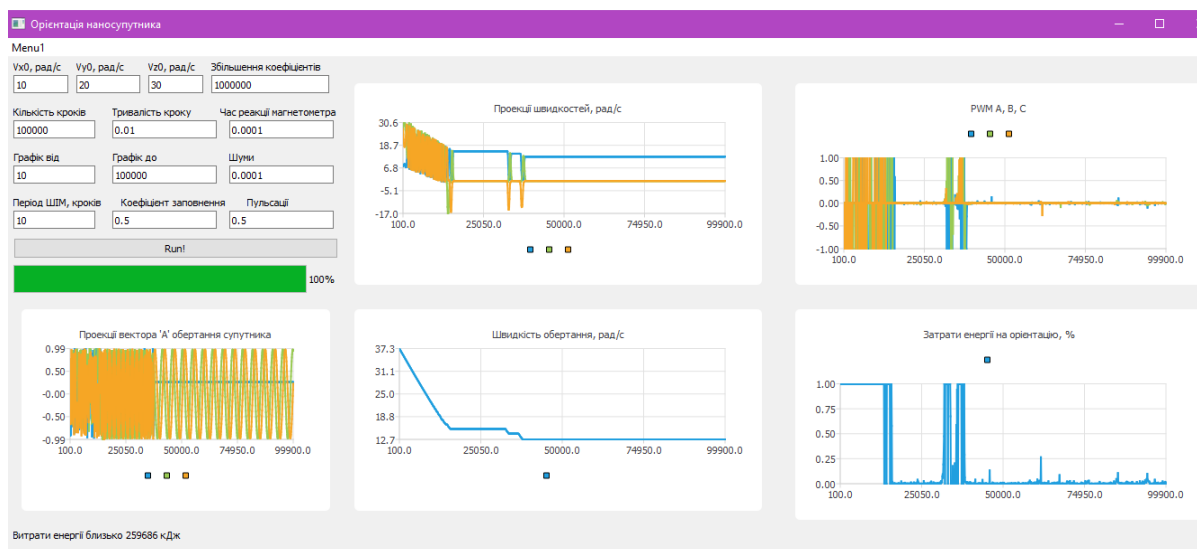 Орієнтація наносупутника
Menu1
Vx0, рад/с Vy0, рад/с Vz0, рад/с Збільшення коефіцієнтів
10 20 30 1000000
Кількість кроків Тривалість кроку Час реакції магнетометра
100000 0.01 0.0001
Графік від Графік до Шуми
10 100000 0.0001
Період ШІМ, кроків Коефіцієнт заповнення Пульсації
10 0.5 0.5
Run!
100%
Проекції швидкостей, рад/с
30.6
18.7
6.8
-5.1
-17.0
100.0 25050.0 50000.0 74950.0 99900.0
PWM A, B, C
1.00
0.50
0.00
-0.50
-1.00
100.0 25050.0 50000.0 74950.0 99900.0
Проекції вектора 'A' обертання супутника
0.99
0.50
-0.00
-0.50
-0.99
100.0 25050.0 50000.0 74950.0 99900.0
Швидкість обертання, рад/с
37.3
31.1
25.0
18.8
12.7
100.0 25050.0 50000.0 74950.0 99900.0
Затрати енергії на орієнтацію, %
1.00
0.75
0.50
0.25
0.00
100.0 25050.0 50000.0 74950.0 99900.0
Витрати енергії близько 259686 кДж